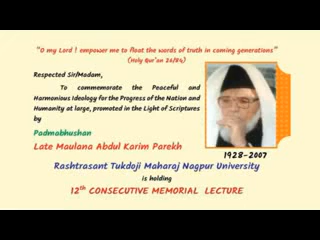 "O my Lord ! empower me to float the words of truth in coming generations"
(Holy Qur'an 26/84)
Respected Sir/Madam,
To commemorate the Peaceful and
Harmonious Ideology for the Progress of the Nation and
Humanity at large, promoted in the Light of Scriptures
by
Padmabhushan
Late Maulana Abdul Karim Parekh
1928-2007
Rashtrasant Tukdoji Maharaj Nagpur University
is holding
12th CONSECUTIVE MEMORIAL LECTURE